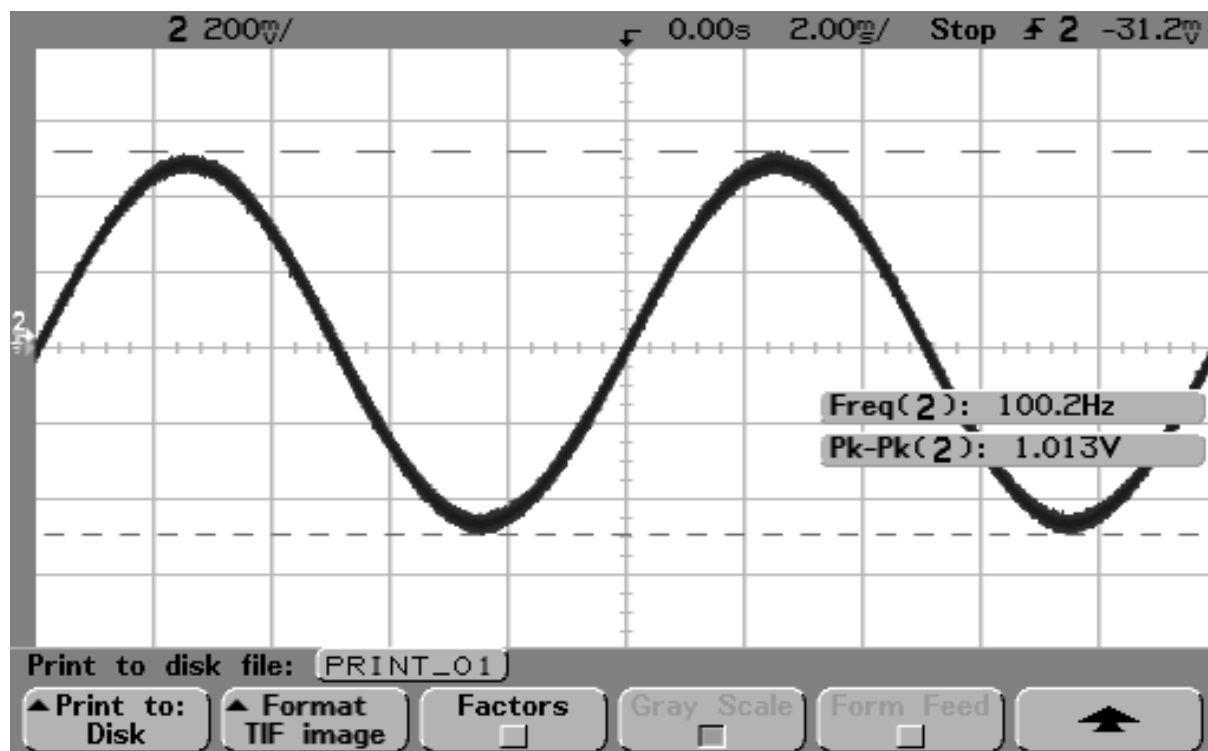 2 200mV/ 0.00s 2.00ms/ Stop 2 -31.2mV
2
Freq(2): 100.2Hz
Pk-Pk(2): 1.013V
Print to disk file: PRINT_01
Print to: Disk
Format TIF image
Factors
Gray Scale
Form Feed